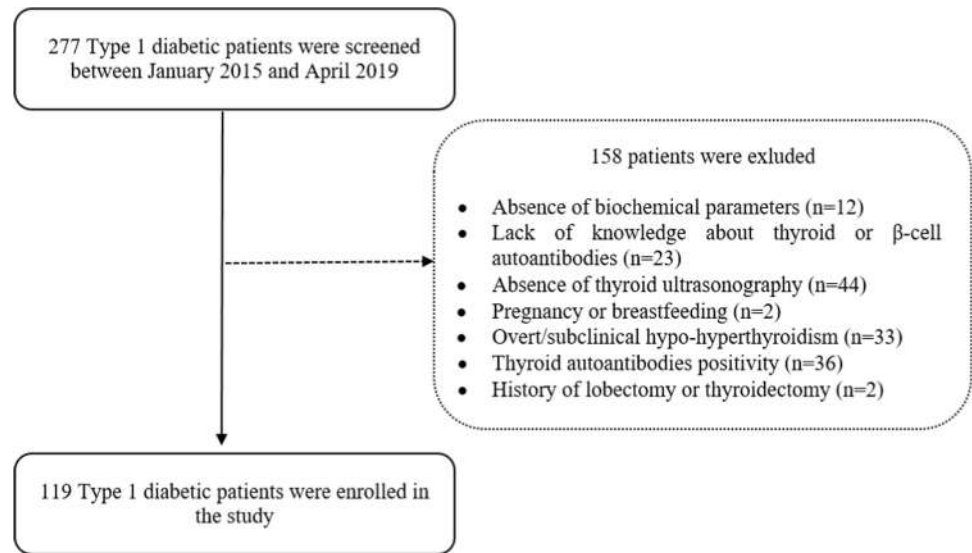 277 Type 1 diabetic patients were screened
between January 2015 and April 2019
158 patients were exluded
• Absence of biochemical parameters (n=12)
• Lack of knowledge about thyroid or β-cell
autoantibodies (n=23)
• Absence of thyroid ultrasonography (n=44)
• Pregnancy or breastfeeding (n=2)
• Overt/subclinical hypo-hyperthyroidism (n=33)
• Thyroid autoantibodies positivity (n=36)
• History of lobectomy or thyroidectomy (n=2)
119 Type 1 diabetic patients were enrolled in
the study